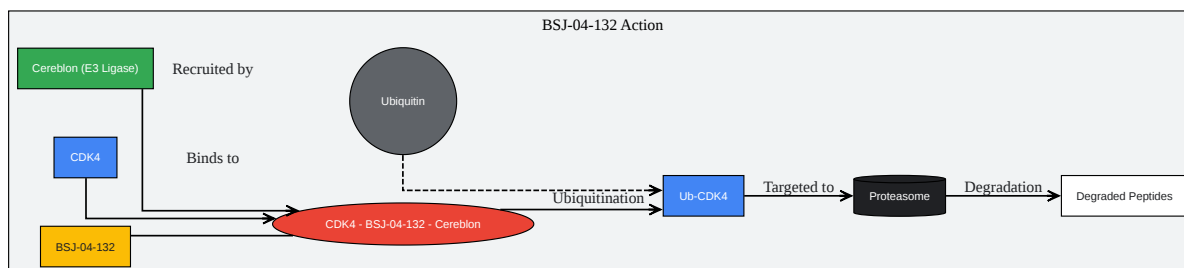 BSJ-04-132 Action
Cereblon (E3 Ligase)
Recruited by
Ubiquitin
CDK4
Binds to
Ubiquitination
Ub-CDK4
Targeted to
Proteasome
Degradation
Degraded Peptides
CDK4 - BSJ-04-132 - Cereblon
BSJ-04-132